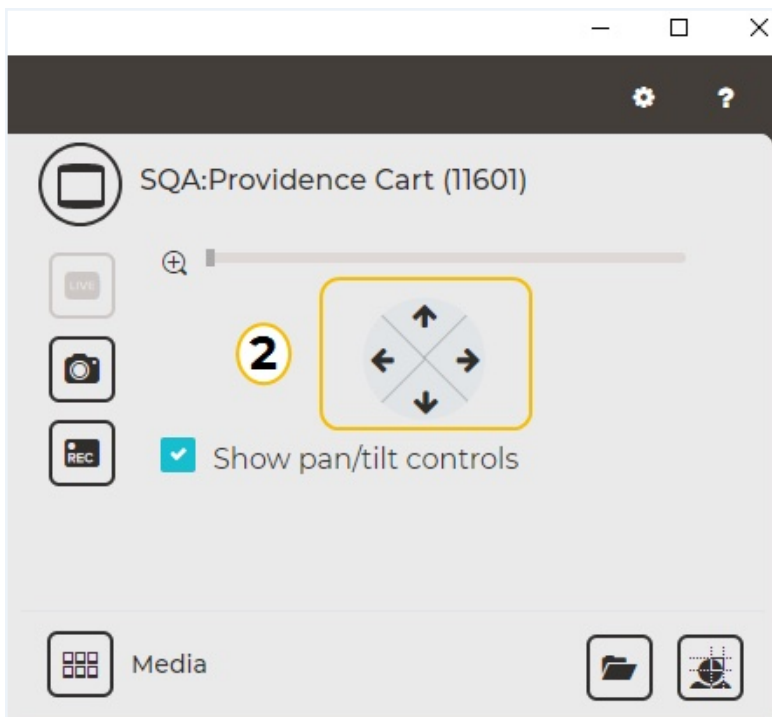 ?
SQA:Providence Cart (11601)
LIVE
2
REC
Show pan/tilt controls
Media